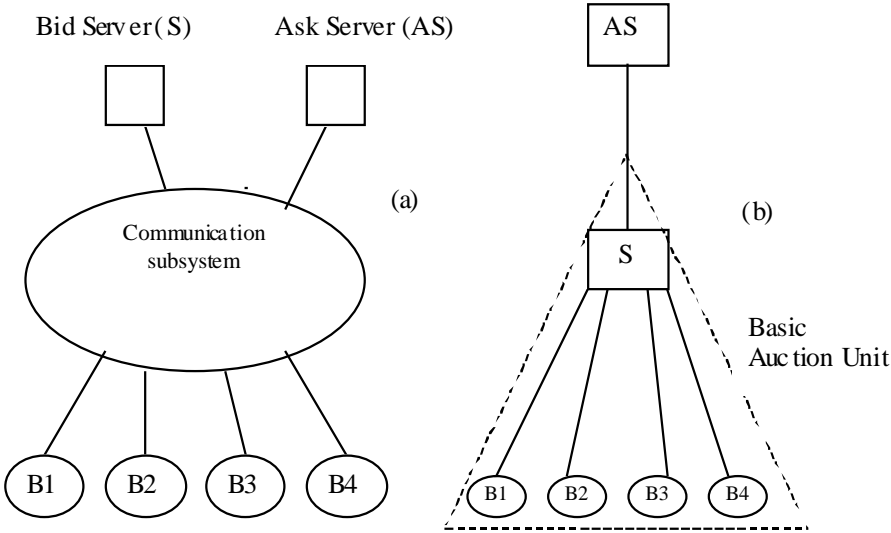 Bid Server(S)
Ask Server (AS)
Communication
subsystem
(a)
B1
B2
B3
B4
AS
S
(b)
Basic
Auction Unit
B1
B2
B3
B4